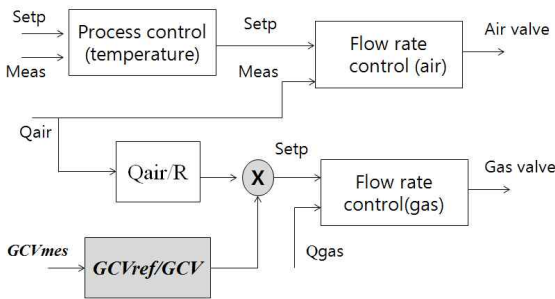 Setp
Meas
Process control
(temperature)
Setp
Meas
Flow rate
control (air)
Air valve
Qair
Qair/R
X
Setp
Flow rate
control(gas)
Gas valve
Qgas
GCVmes
GCVref/GCV